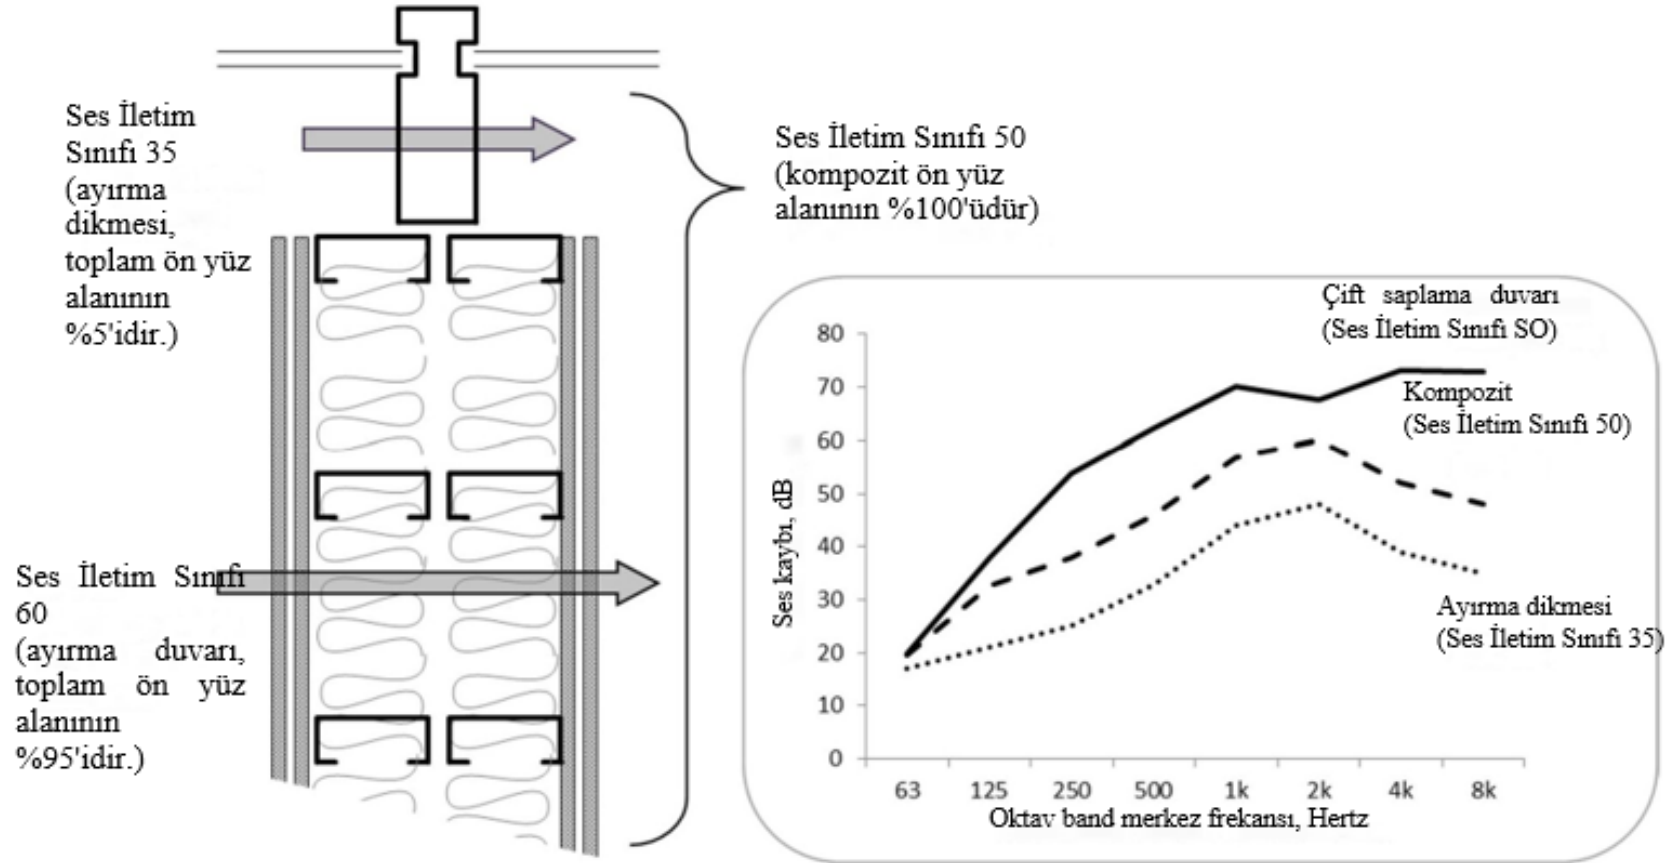 Ses İletim
Sınıfı 35
(ayırma
dikmesi,
toplam ön yüz
alanının
%5'idir.)
Ses İletim Sınıfı
60
(ayırma duvarı,
toplam ön yüz
alanının
%95'idir.)
Ses İletim Sınıfı 50
(kompozit ön yüz
alanının %100'üdür)
Çift saplama duvarı
(Ses İletim Sınıfı SO)
Kompozit
(Ses İletim Sınıfı 50)
Ayırma dikmesi
(Ses İletim Sınıfı 35)
Ses kaybı, dB
80
70
60
50
40
30
20
10
0
63 125 250 500 1k 2k 4k 8k
Oktav band merkez frekansı, Hertz